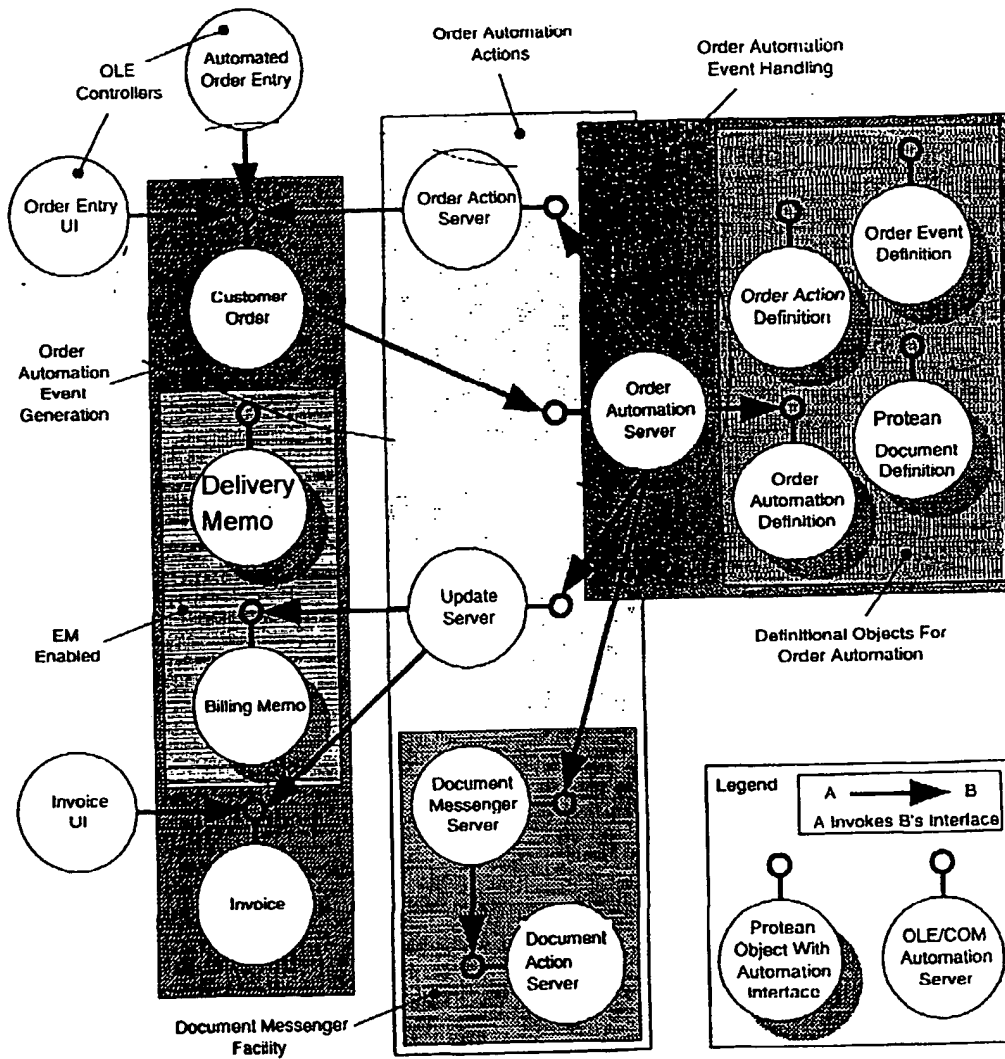 OLE
Controllers
Automated
Order Entry
Order Automation
Actions
Order Automation
Event Handling
Order Entry
UI
Order Action
Server
Order Event
Definition
Order Action
Definition
Customer
Order
Order
Automation
Event
Generation
Order
Automation
Server
Protean
Document Definition
Order
Automation
Definition
Delivery
Memo
Update
Server
EM
Enabled
Definitional Objects For
Order Automation
Billing Memo
Invoice
UI
Document
Messenger
Server
Invoice
Document
Action
Server
Document Messenger
Facility
Legend
A B
A Invokes B's Interface
Protean
Object With
Automation
Interface
OLE/COM
Automation
Server